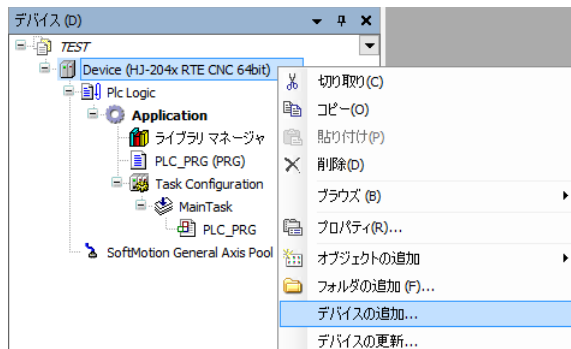 デバイス (D)
TEST
Device (HJ-204x RTE CNC 64bit)
Plc Logic
Application
ライブラリ マネージャ
PLC_PRG (PRG)
Task Configuration
MainTask
PLC_PRG
SoftMotion General Axis Pool
切り取り(C)
コピー(O)
貼り付け(P)
削除(D)
ブラウズ (B)
プロパティ(R)...
オブジェクトの追加
フォルダの追加 (F)...
デバイスの追加...
デバイスの更新...